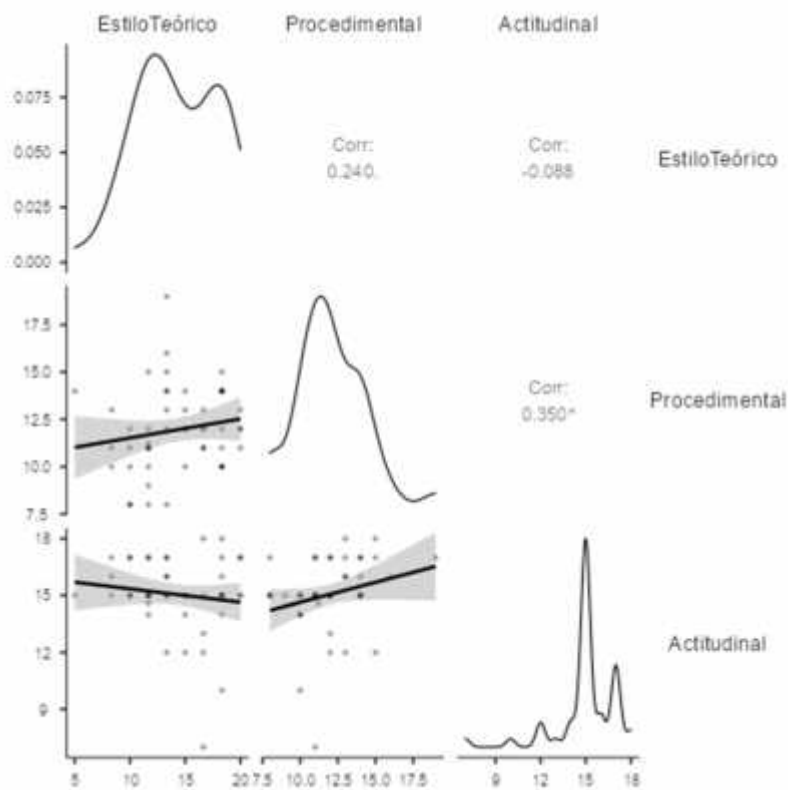 EstiloTeórico Procedimental Actitudinal
0.075
0.050
0.025
0.000
Corr:
0.240.
Corr:
-0.088
EstiloTeórico
17.5
15.0
12.5
10.0
7.5
Corr:
0.350*
Procedimental
18
15
12
9
Actitudinal
5 10 15 20 7.5 10.0 12.5 15.0 17.5 9 12 15 18